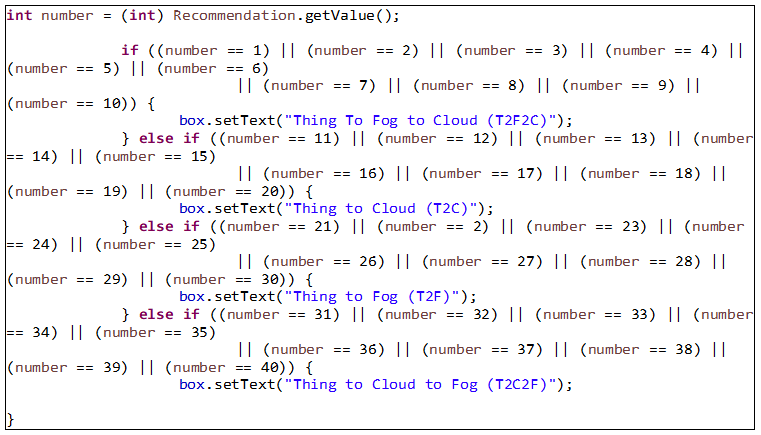 int number = (int) Recommendation.getValue();
if ((number == 1) || (number == 2) || (number == 3) || (number == 4) ||
(number == 5) || (number == 6)
|| (number == 7) || (number == 8) || (number == 9) ||
(number == 10)) {
box.setText("Thing To Fog to Cloud (T2F2C)");
} else if ((number == 11) || (number == 12) || (number == 13) || (number
== 14) || (number == 15)
|| (number == 16) || (number == 17) || (number == 18) ||
(number == 19) || (number == 20)) {
box.setText("Thing to Cloud (T2C)");
} else if ((number == 21) || (number == 2) || (number == 23) || (number
== 24) || (number == 25)
|| (number == 26) || (number == 27) || (number == 28) ||
(number == 29) || (number == 30)) {
box.setText("Thing to Fog (T2F)");
} else if ((number == 31) || (number == 32) || (number == 33) || (number
== 34) || (number == 35)
|| (number == 36) || (number == 37) || (number == 38) ||
(number == 39) || (number == 40)) {
box.setText("Thing to Cloud to Fog (T2C2F)");
}